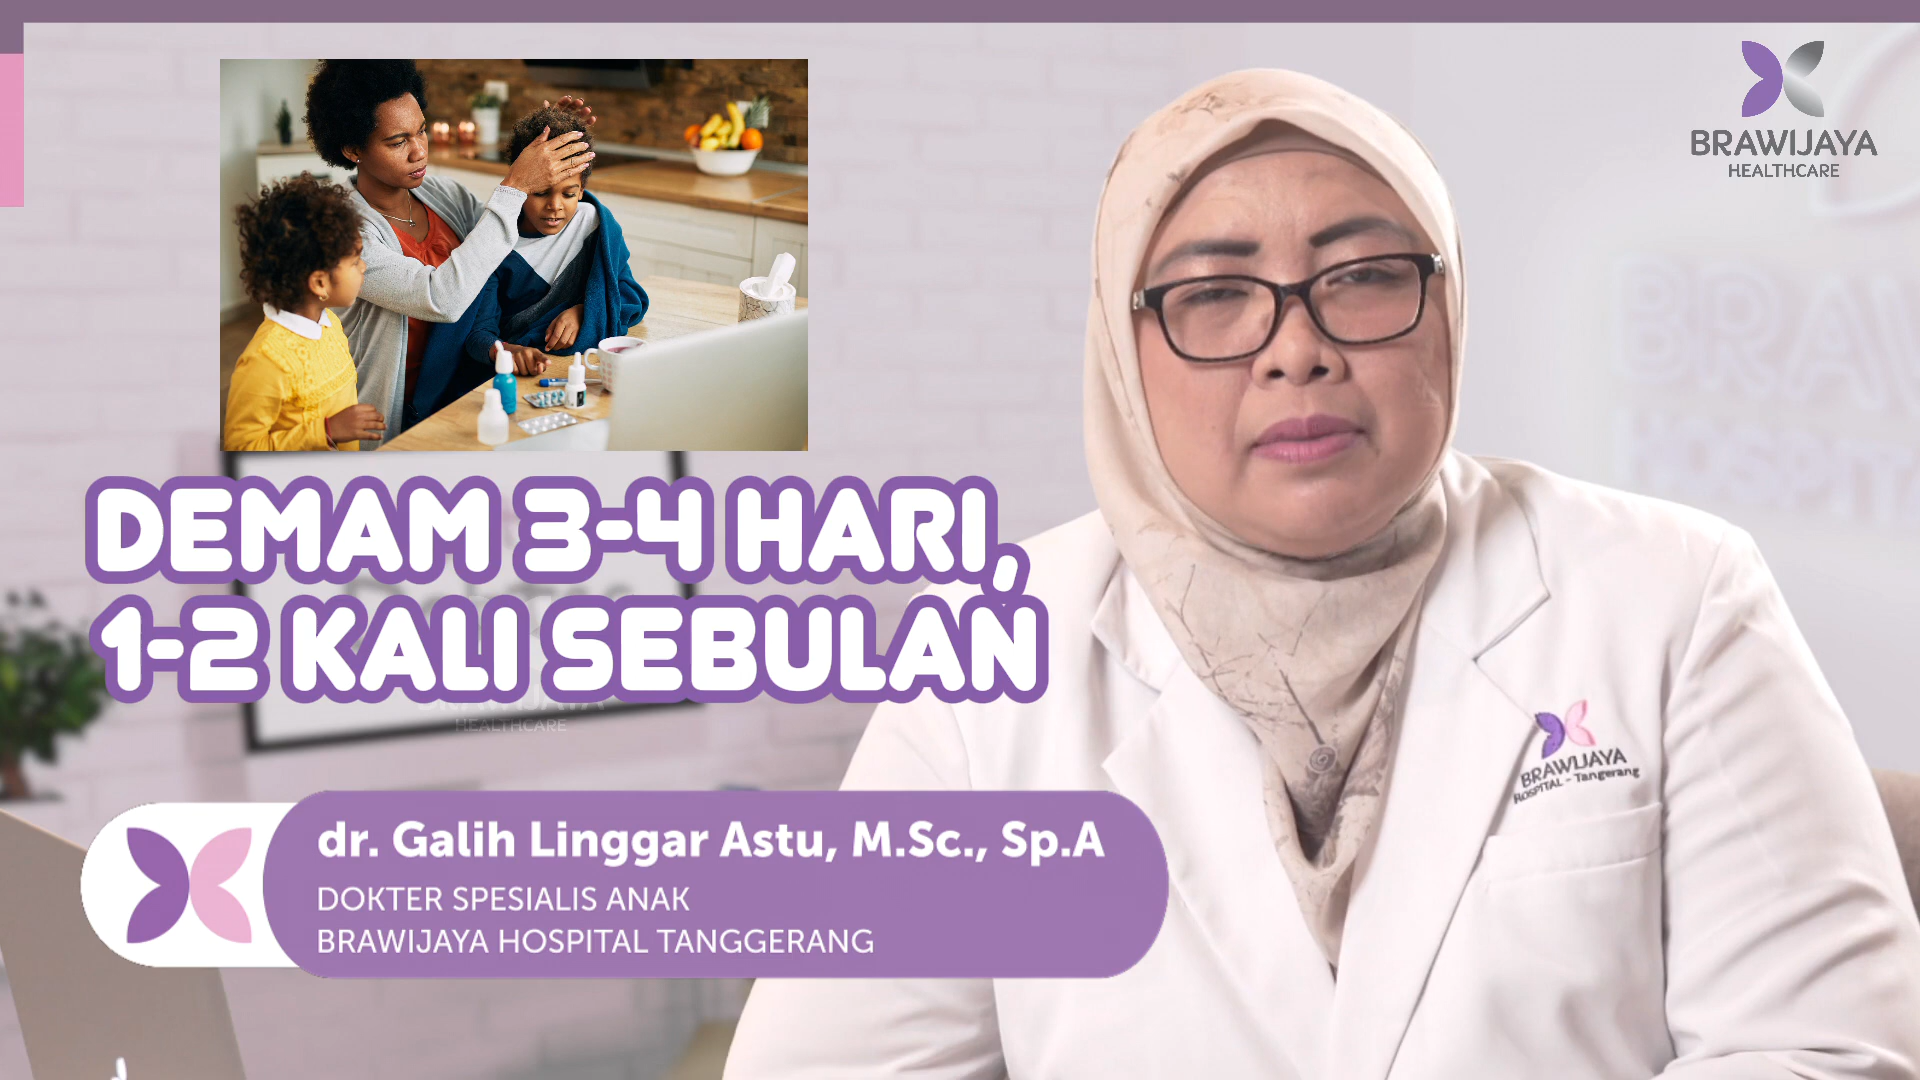 BRAWIJAYA
HEALTHCARE
DEMAM 3-4 HARI,
1-2 KALI SEBULAN
HEALTHCARE
BRAWIJAYA
HOSPITAL - Tangerang
dr. Galih Linggar Astu, M.Sc., Sp.A
DOKTER SPESIALIS ANAK
BRAWIJAYA HOSPITAL TANGGERANG